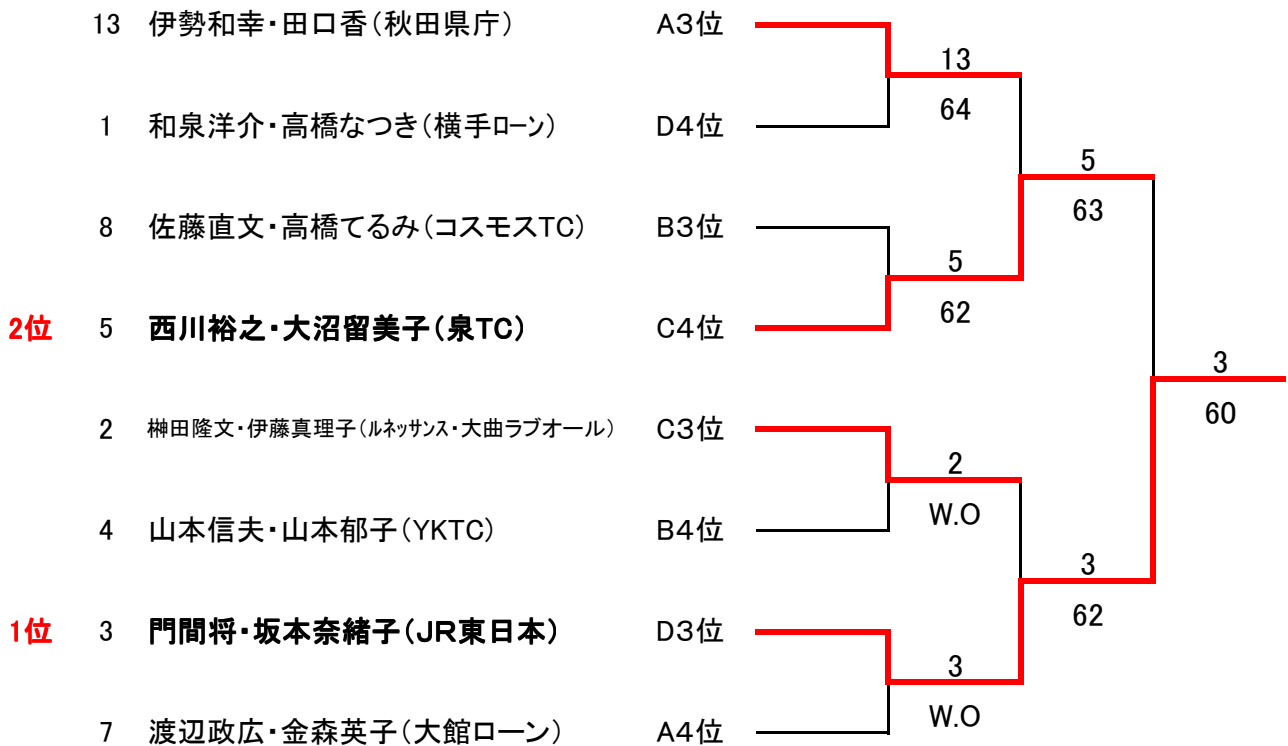 13 伊勢和幸・田口香（秋田県庁） A3位
13
64
1 和泉洋介・高橋なつき（横手ローン） D4位
5
63
8 佐藤直文・高橋てるみ（コスモスTC） B3位
5
62
2位 5 西川裕之・大沼留美子（泉TC） C4位
3
60
2 榊田隆文・伊藤真理子（ルネッサンス・大曲ラブオール） C3位
2
W.O
4 山本信夫・山本郁子（YKTC） B4位
3
62
1位 3 門間将・坂本奈緒子（JR東日本） D3位
3
W.O
7 渡辺政広・金森英子（大館ローン） A4位